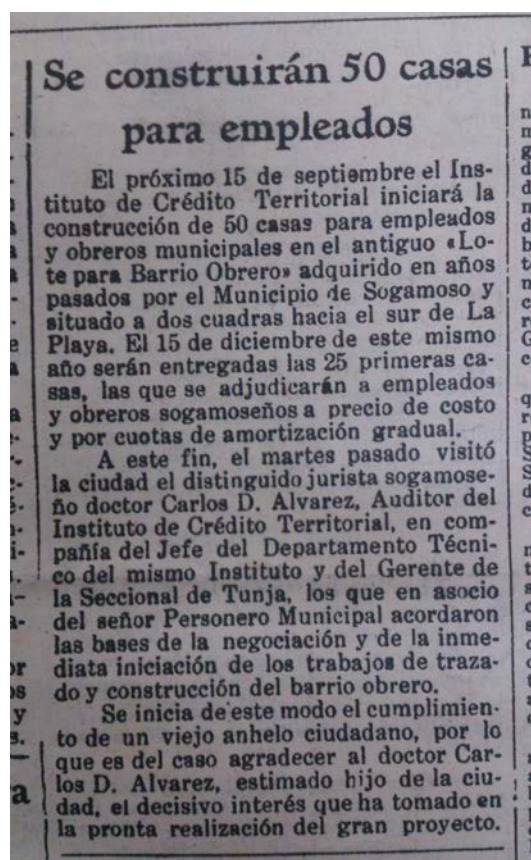 Se construirán 50 casas
para empleados
El próximo 15 de septiembre el Ins-
tituto de Crédito Territorial iniciará la
construcción de 50 casas para empleados
y obreros municipales en el antiguo «Lo-
te para Barrio Obrero» adquirido en años
pasados por el Municipio de Sogamoso y
situado a dos cuadras hacia el sur de La
Playa. El 15 de diciembre de este mismo
año serán entregadas las 25 primeras ca-
sas, las que se adjudicarán a empleados
y obreros sogamoseños a precio de costo
y por cuotas de amortización gradual.
A este fin, el martes pasado visitó
la ciudad el distinguido jurista sogamose-
ño doctor Carlos D. Alvarez, Auditor del
Instituto de Crédito Territorial, en com-
pañía del Jefe del Departamento Técni-
co del mismo Instituto y del Gerente de
la Seccional de Tunja, los que en asocio
del señor Personero Municipal acordaron
las bases de la negociación y de la inme-
diata iniciación de los trabajos de traza-
do y construcción del barrio obrero.
Se inicia de este modo el cumplimien-
to de un viejo anhelo ciudadano, por lo
que es del caso agradecer al doctor Car-
los D. Alvarez, estimado hijo de la ciu-
dad, el decisivo interés que ha tomado en
la pronta realización del gran proyecto.